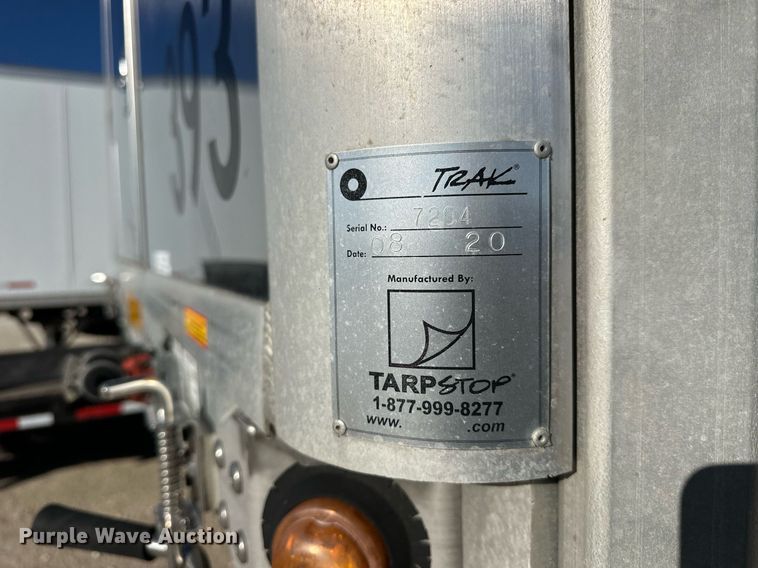 393
TRAK®
Serial No.: 7204
08 20
Date:
Manufactured By:
TARPSTOP®
1-877-999-8277
www. .com
Purple Wave Auction